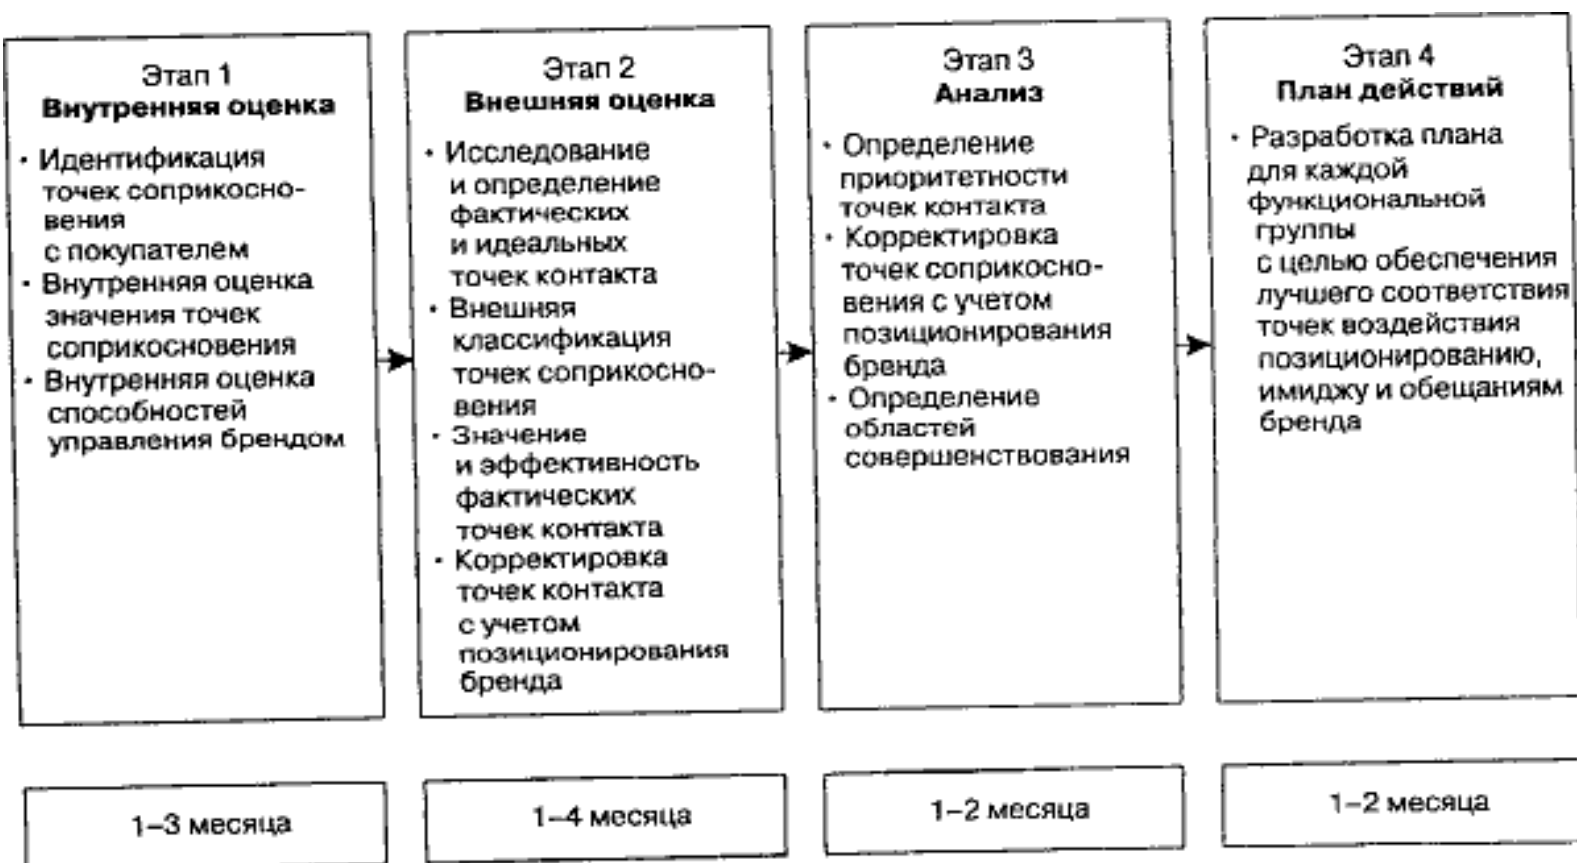 Этап 1
Внутренняя оценка
· Идентификация
точек соприкосно-
вения
с покупателем
· Внутренняя оценка
значения точек
соприкосновения
· Внутренняя оценка
способностей
управления брендом
Этап 2
Внешняя оценка
· Исследование
и определение
фактических
и идеальных
точек контакта
· Внешняя
классификация
точек соприкосно-
вения
· Значение
и эффективность
фактических
точек контакта
· Корректировка
точек контакта
с учетом
позиционирования
бренда
Этап 3
Анализ
· Определение
приоритетности
точек контакта
· Корректировка
точек соприкосно-
вения с учетом
позиционирования
бренда
· Определение
областей
совершенствования
Этап 4
План действий
· Разработка плана
для каждой
функциональной
группы
с целью обеспечения
лучшего соответствия
точек воздействия
позиционированию,
имиджу и обещаниям
бренда
1–3 месяца
1–4 месяца
1–2 месяца
1–2 месяца